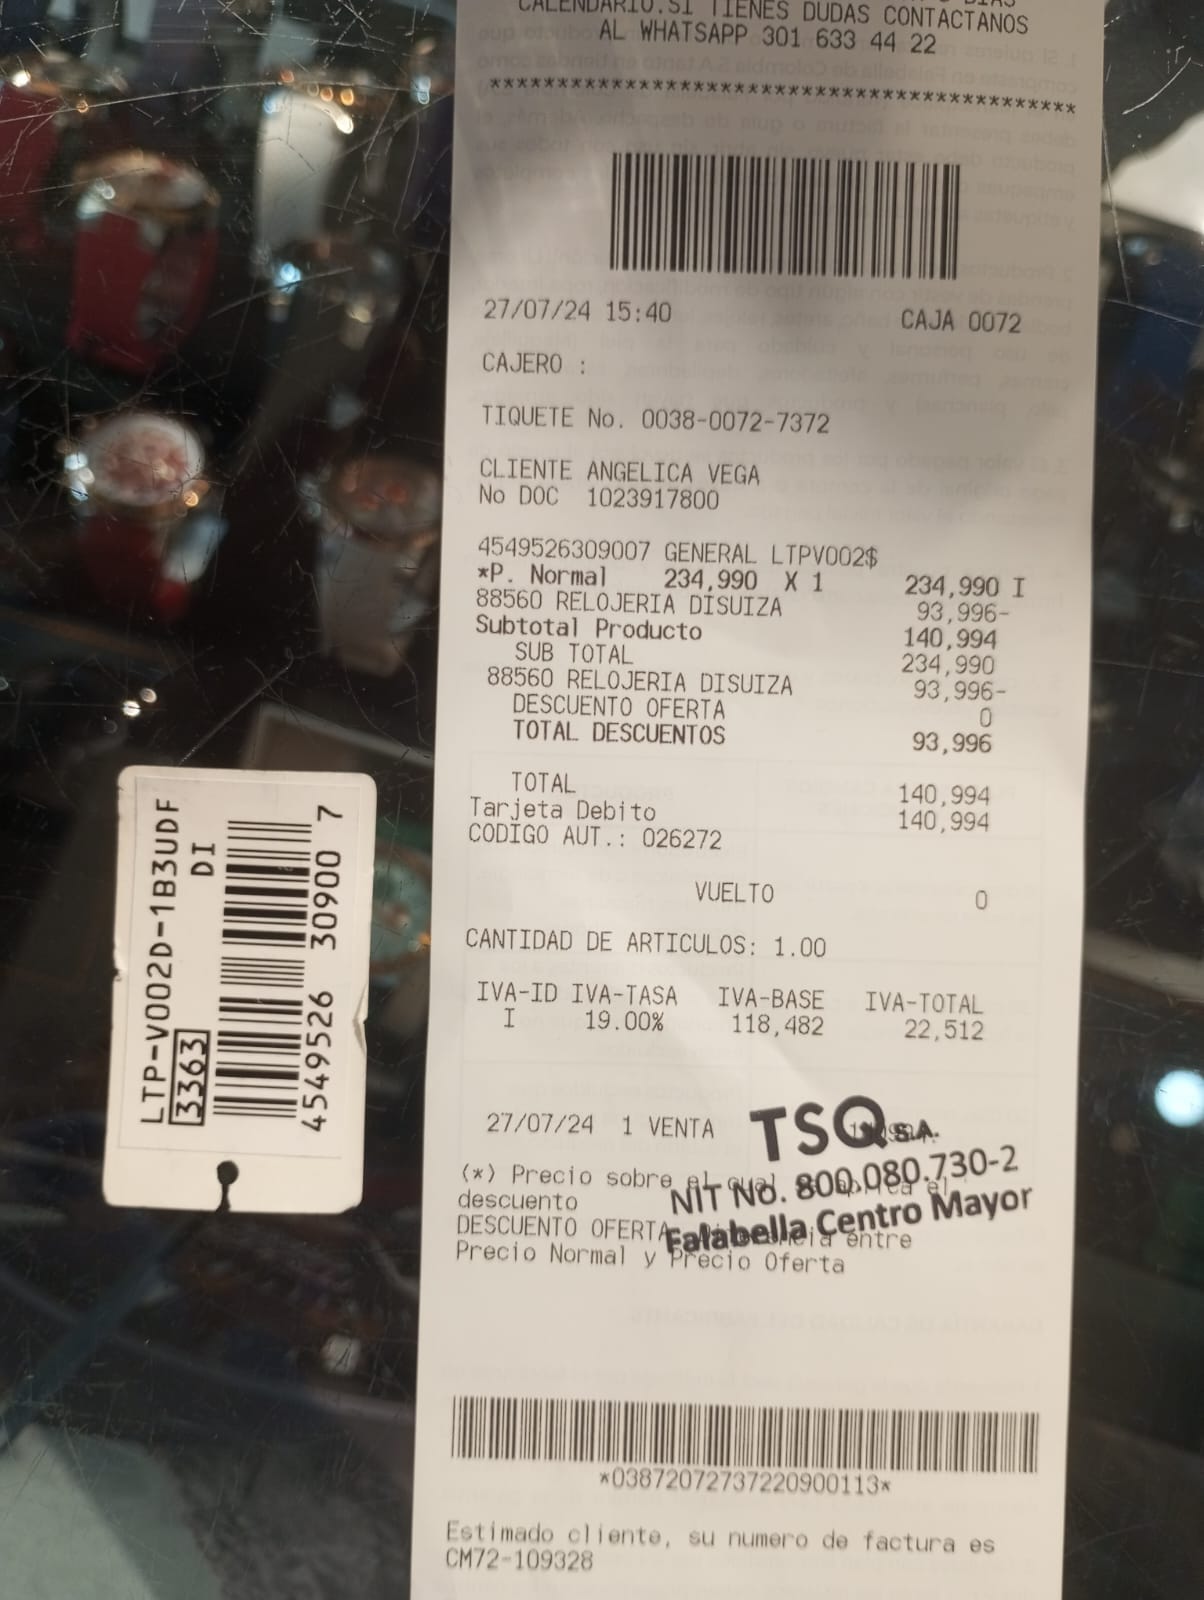 CALENDARIO.SI TIENES DUDAS CONTACTANOS
AL WHATSAPP 301 633 44 22
********************************************
27/07/24 15:40 CAJA 0072
CAJERO :
TIQUETE No. 0038-0072-7372
CLIENTE ANGELICA VEGA
No DOC 1023917800
4549526309007 GENERAL LTPV002$
*P. Normal 234,990 X 1 234,990 I
88560 RELOJERIA DISUIZA 93,996-
Subtotal Producto 140,994
SUB TOTAL 234,990
88560 RELOJERIA DISUIZA 93,996-
DESCUENTO OFERTA 0
TOTAL DESCUENTOS 93,996
TOTAL 140,994
Tarjeta Debito 140,994
CODIGO AUT.: 026272
VUELTO 0
CANTIDAD DE ARTICULOS: 1.00
IVA-ID IVA-TASA IVA-BASE IVA-TOTAL
I 19.00% 118,482 22,512
27/07/24 1 VENTA
TSQ S.A.
NIT No. 800.080.730-2
Falabella Centro Mayor
(*) Precio sobre el
descuento
DESCUENTO OFERTA entre
Precio Normal y Precio Oferta
*03872072737220900113*
Estimado cliente, su numero de factura es
CM72-109328
LTP-V002D-1B3UDF
DI
3363
4549526 30900 7